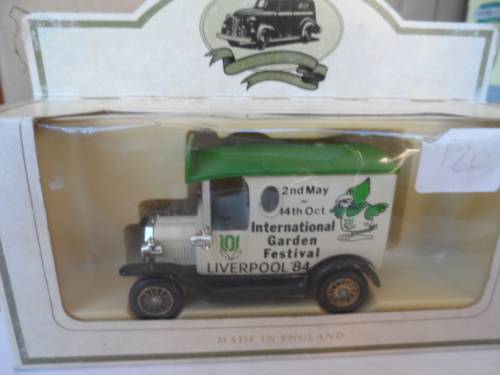 2nd May
-
14th Oct.
International
Garden
Festival
LIVERPOOL '84
MADE IN ENGLAND